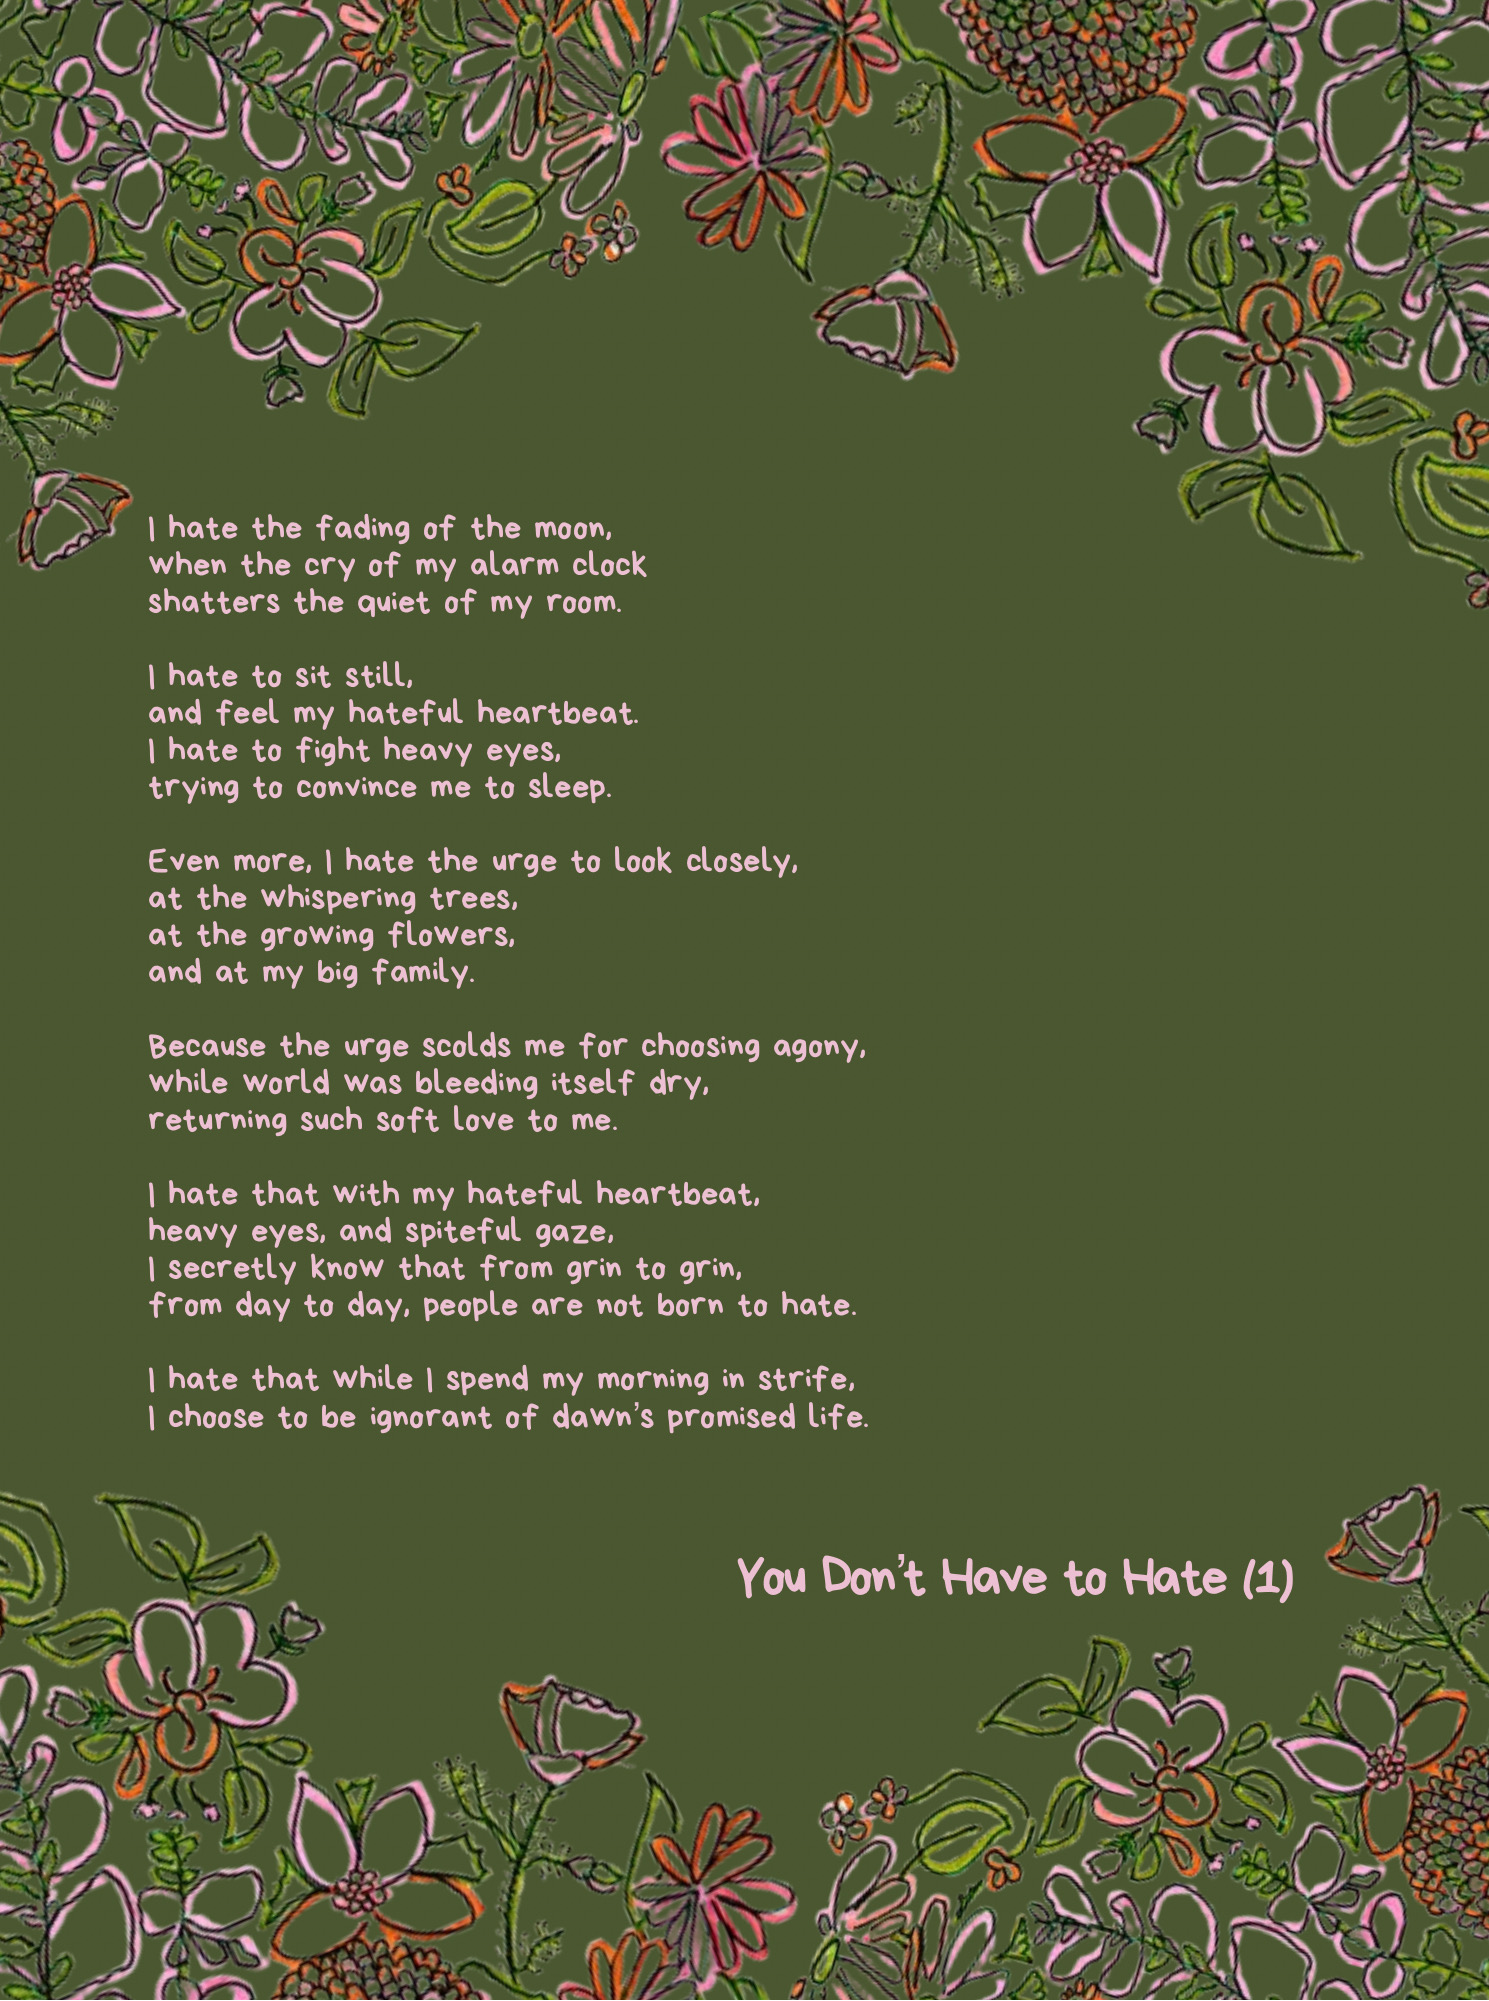 I hate the fading of the moon,
when the cry of my alarm clock
shatters the quiet of my room.
I hate to sit still,
and feel my hateful heartbeat.
I hate to fight heavy eyes,
trying to convince me to sleep.
Even more, I hate the urge to look closely,
at the whispering trees,
at the growing flowers,
and at my big family.
Because the urge scolds me for choosing agony,
while world was bleeding itself dry,
returning such soft love to me.
I hate that with my hateful heartbeat,
heavy eyes, and spiteful gaze,
I secretly know that from grin to grin,
from day to day, people are not born to hate.
I hate that while I spend my morning in strife,
I choose to be ignorant of dawn's promised life.
You Don't Have to Hate (1)